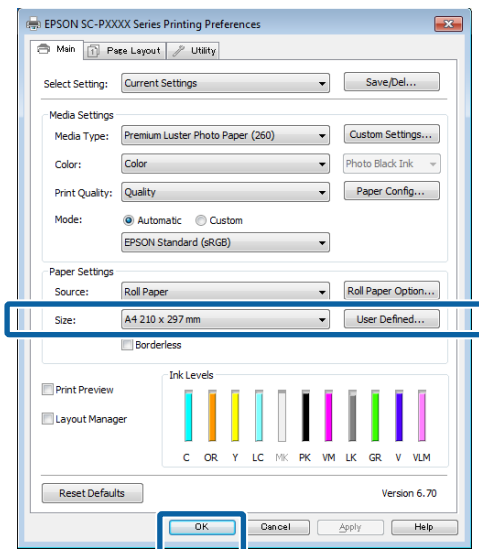 EPSON SC-PXXXX Series Printing Preferences
Main Page Layout Utility
Select Setting: Current Settings Save/Del...
Media Settings
Media Type: Premium Luster Photo Paper (260) Custom Settings...
Color: Color Photo Black Ink
Print Quality: Quality Paper Config...
Mode: Automatic Custom
EPSON Standard (sRGB)
Paper Settings
Source: Roll Paper Roll Paper Option...
Size: A4 210 x 297 mm User Defined...
Borderless
Ink Levels
Print Preview
Layout Manager
C OR Y LC MK PK VM LK GR V VLM
Reset Defaults Version 6.70
OK Cancel Apply Help